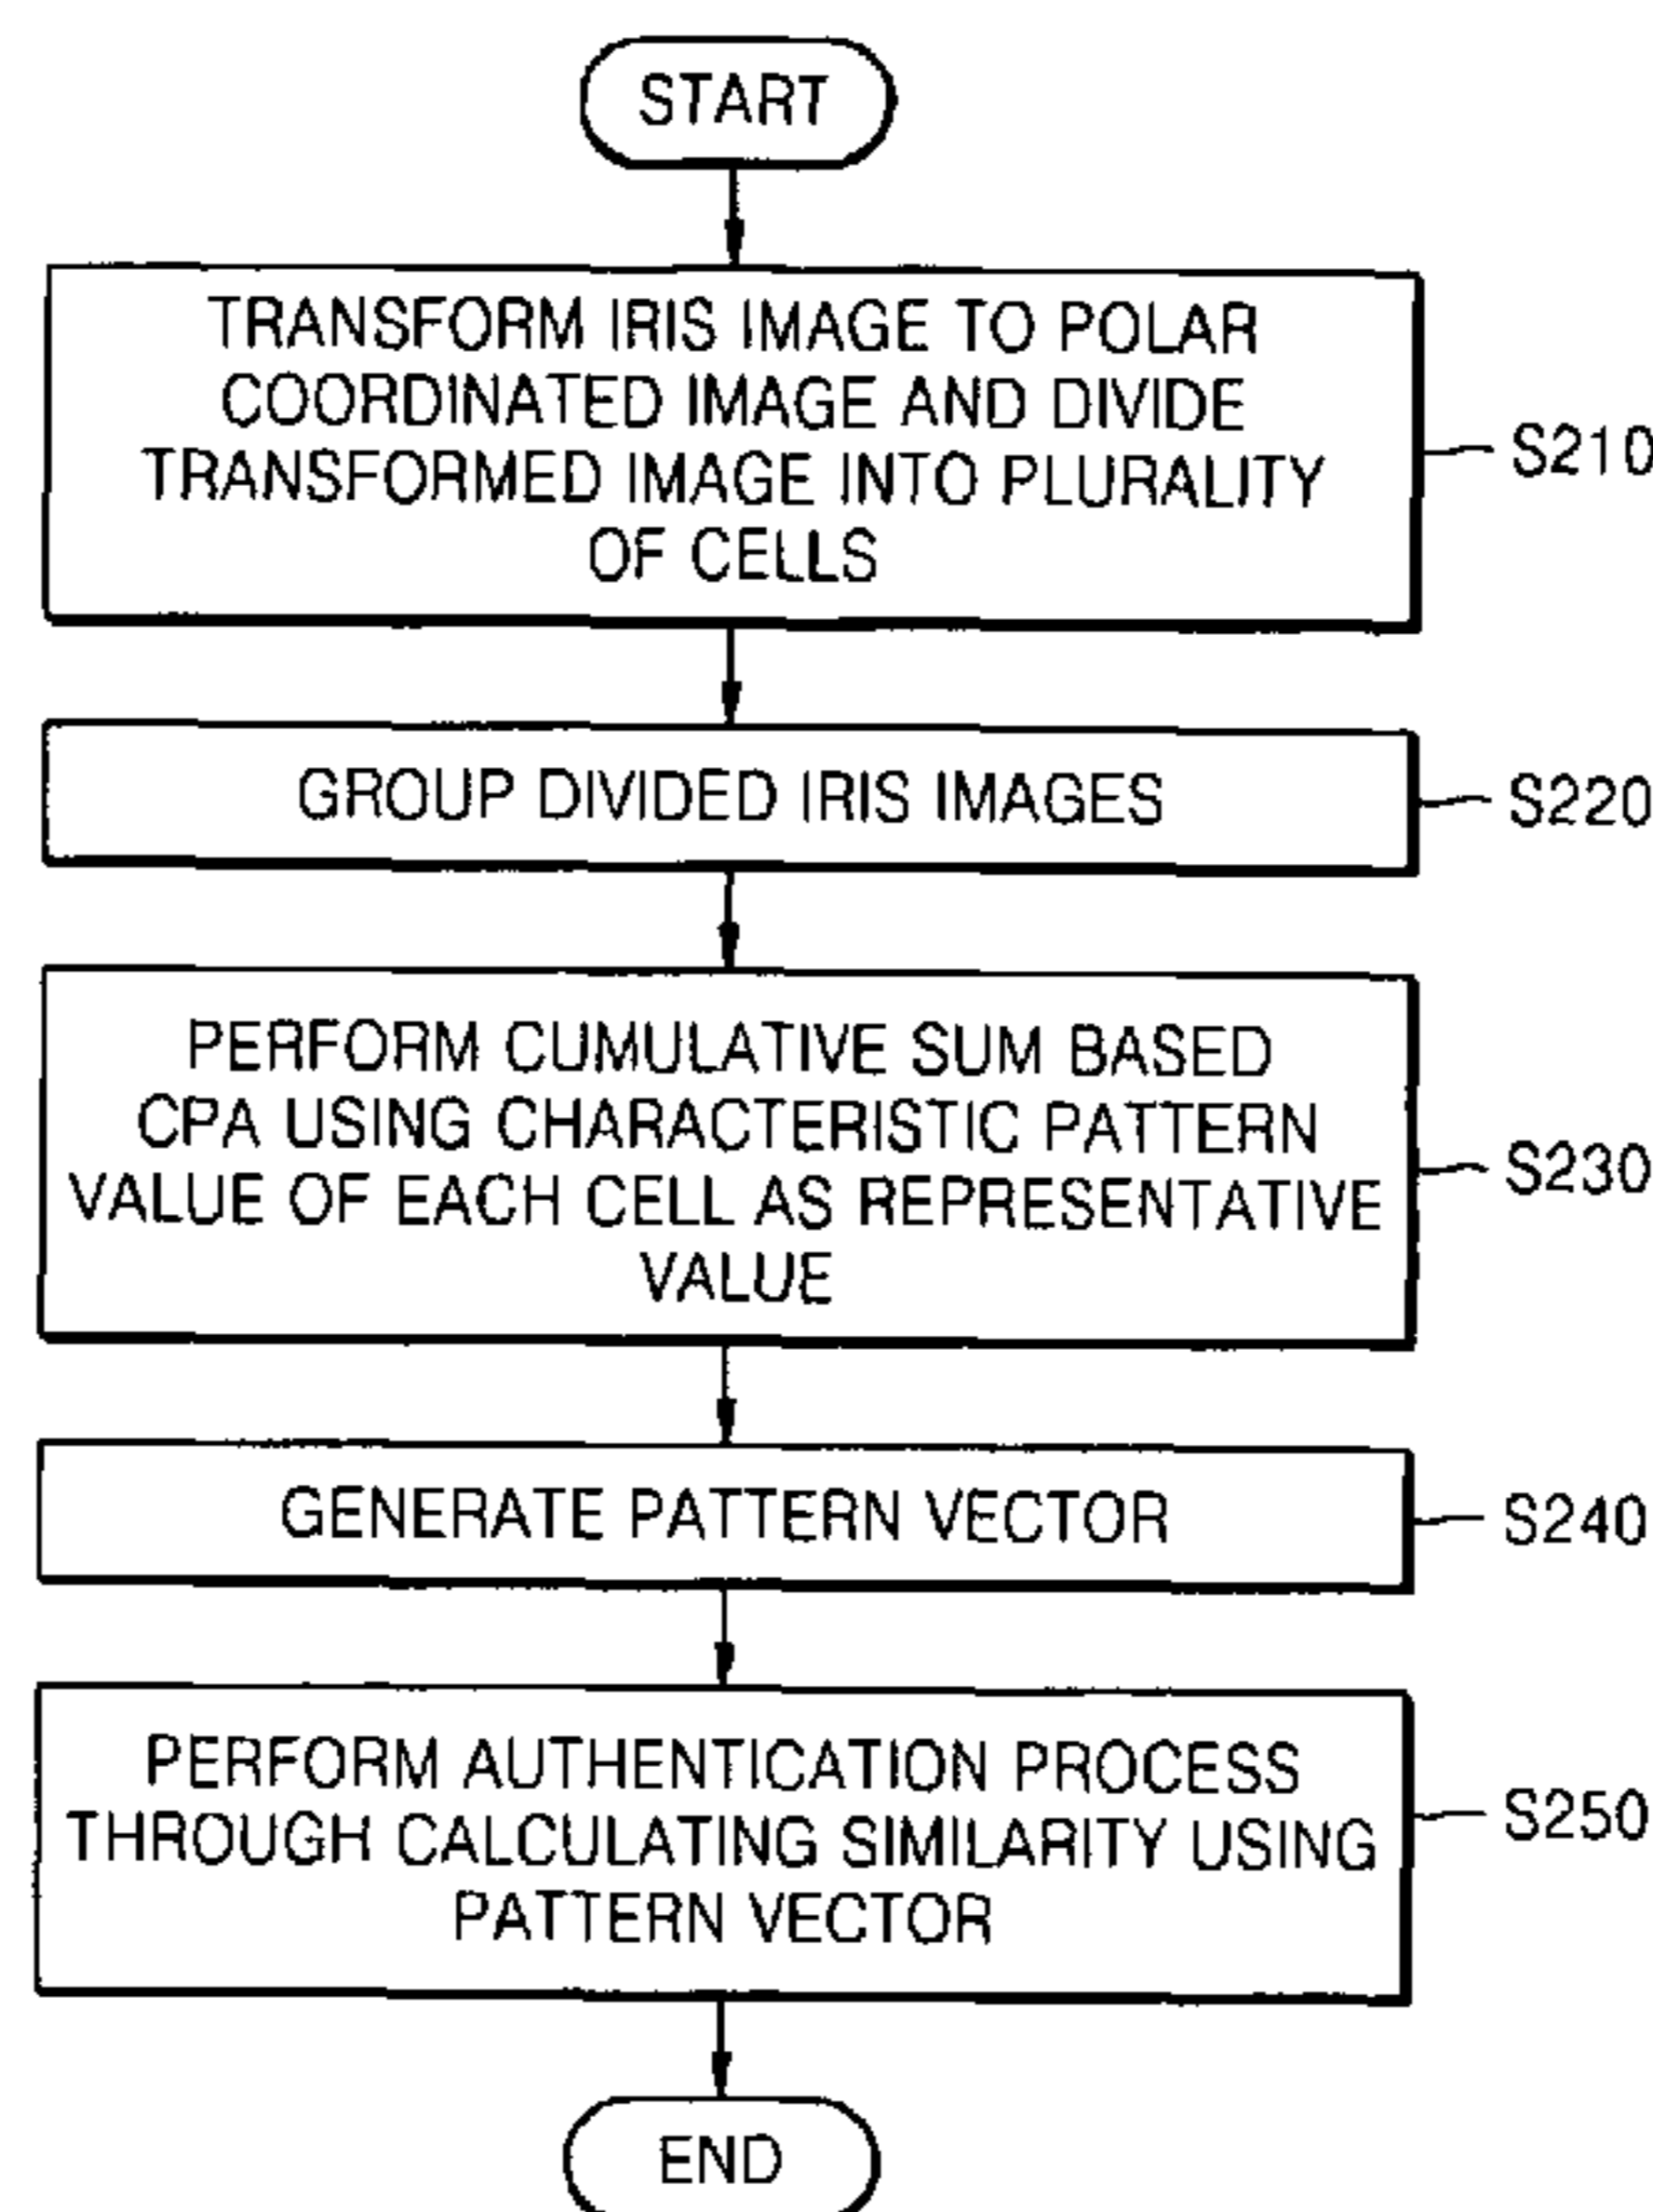 START
TRANSFORM IRIS IMAGE TO POLAR
COORDINATED IMAGE AND DIVIDE
TRANSFORMED IMAGE INTO PLURALITY
OF CELLS
S210
GROUP DIVIDED IRIS IMAGES
S220
PERFORM CUMULATIVE SUM BASED
CPA USING CHARACTERISTIC PATTERN
VALUE OF EACH CELL AS REPRESENTATIVE
VALUE
S230
GENERATE PATTERN VECTOR
S240
PERFORM AUTHENTICATION PROCESS
THROUGH CALCULATING SIMILARITY USING
PATTERN VECTOR
S250
END